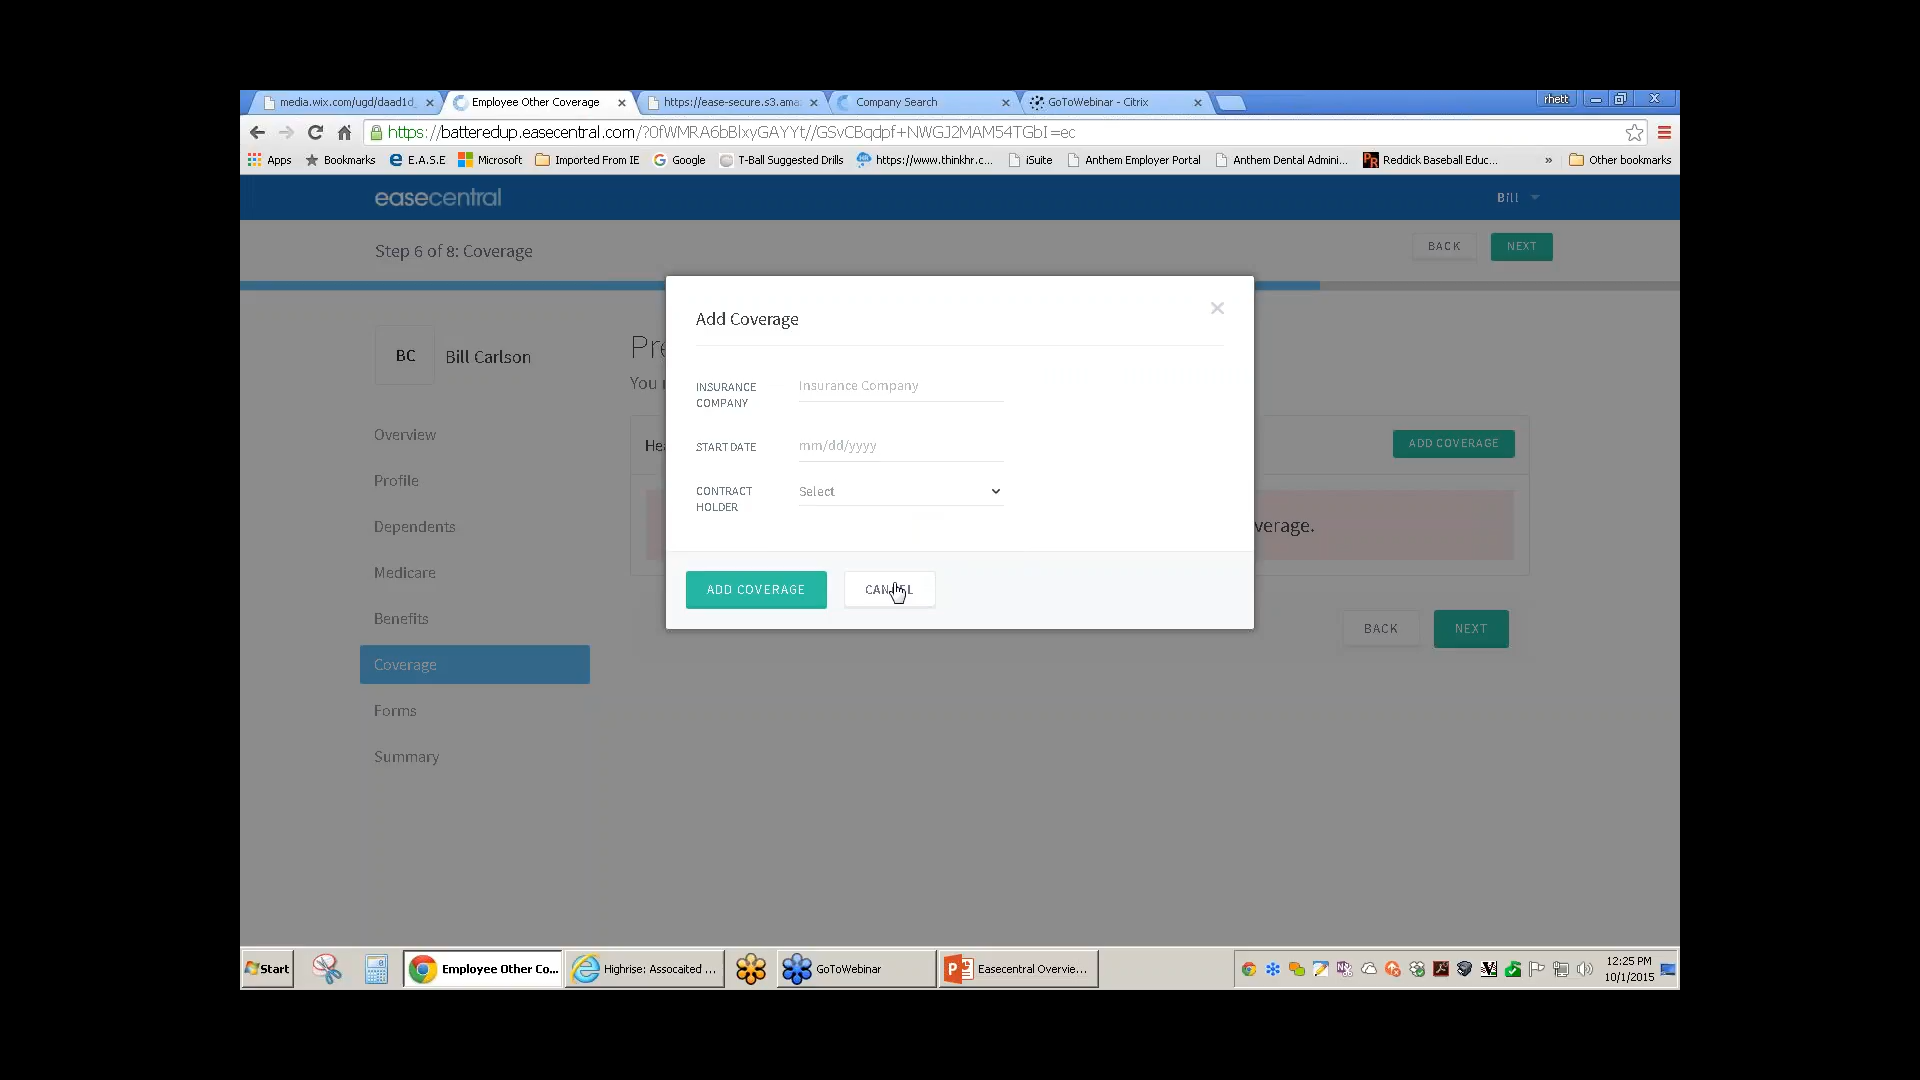 media.wix.com/ugd/daad1d_
Employee Other Coverage
https://ease-secure.s3.ama
Company Search
GoToWebinar - Citrix
rhett
https://batteredup.easecentral.com/?0fWMRA6bBlxyGAYYt//GSvCBqdpf+NWGJ2MAM54TGbI=ec
Apps
Bookmarks
E.A.S.E
Microsoft
Imported From IE
Google
T-Ball Suggested Drills
https://www.thinkhr.c...
iSuite
Anthem Employer Portal
Anthem Dental Admini...
Reddick Baseball Educ...
»
Other bookmarks
easecentral
Bill
Step 6 of 8: Coverage
BACK
NEXT
BC
Bill Carlson
Overview
Profile
Dependents
Medicare
Benefits
Coverage
Forms
Summary
Pre
You
Hea
ADD COVERAGE
verage.
BACK
NEXT
Add Coverage
INSURANCE
COMPANY
Insurance Company
START DATE
mm/dd/yyyy
CONTRACT
HOLDER
Select
ADD COVERAGE
CANCEL
Start
Employee Other Co...
Highrise: Assocaited ...
GoToWebinar
Easecentral Overvie...
12:25 PM
10/1/2015